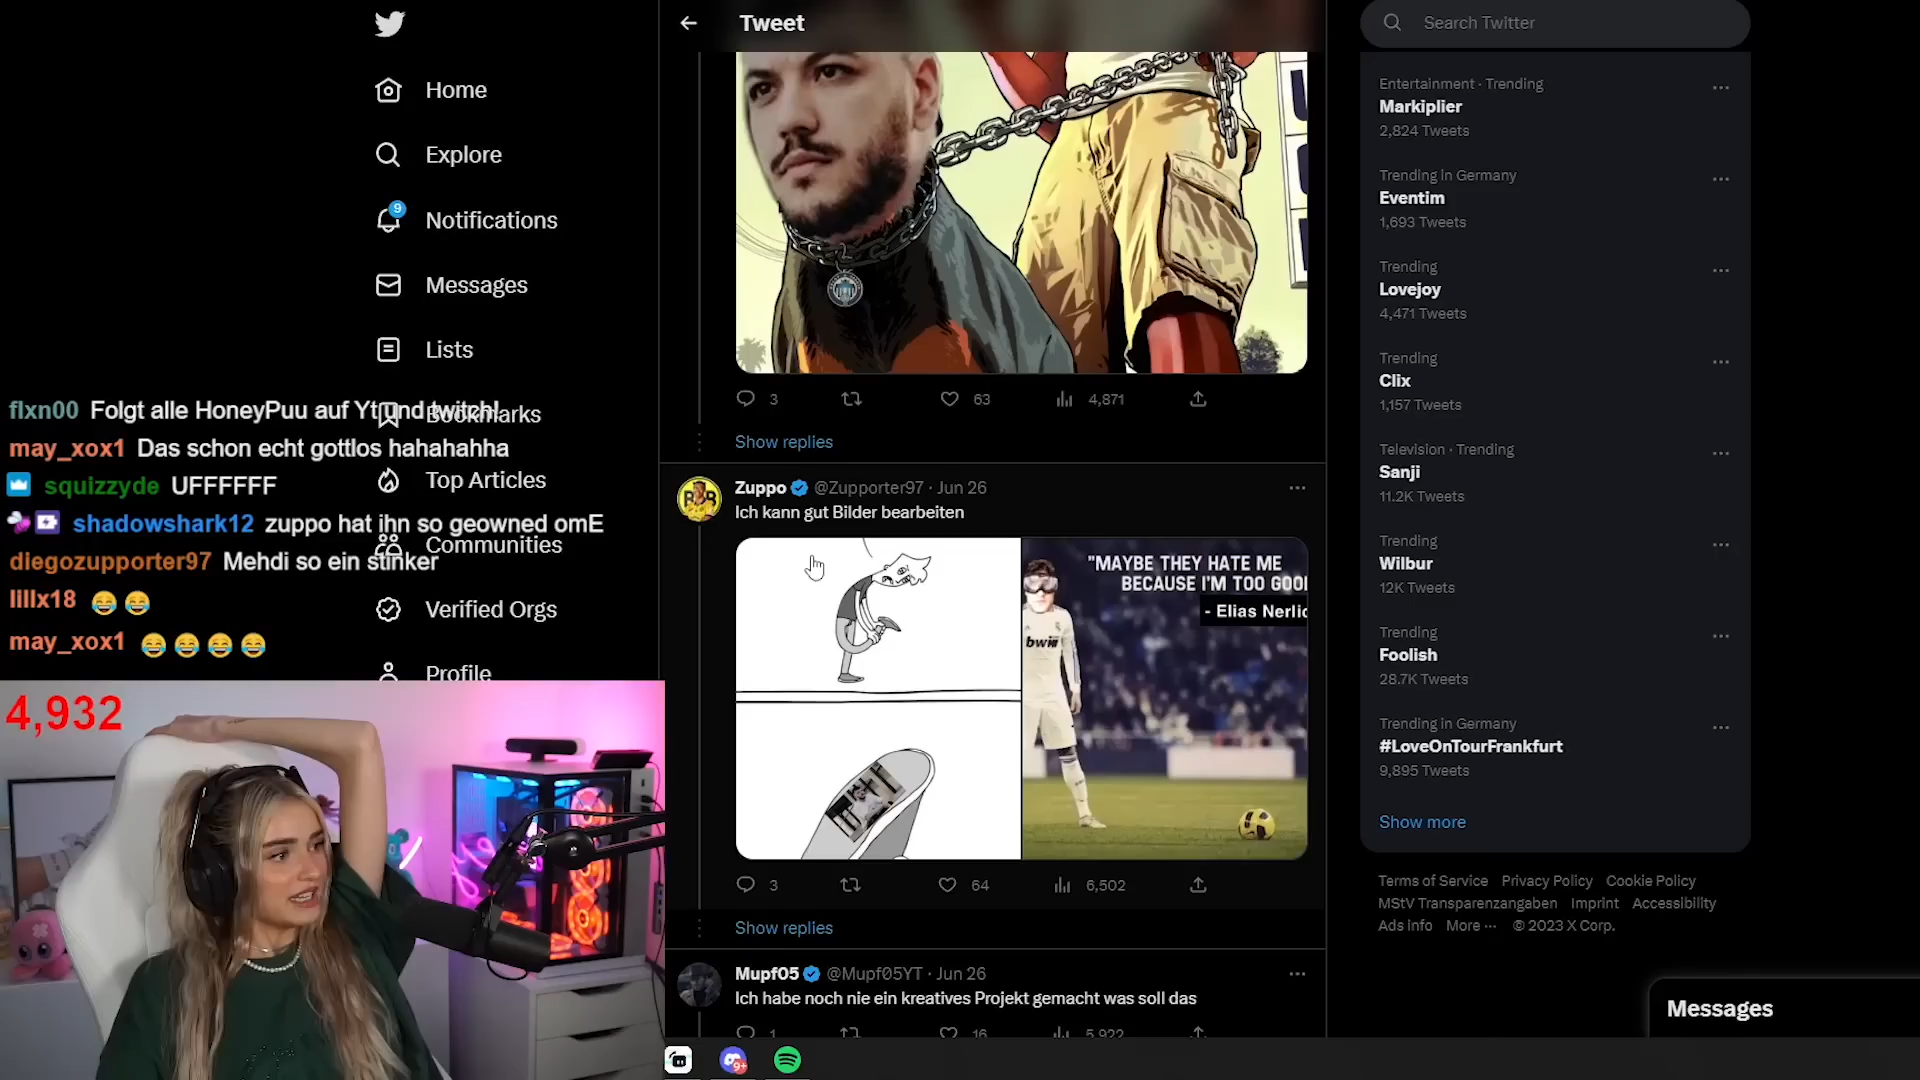 Home
Explore
9
Notifications
Messages
Lists
Bookmarks
Top Articles
Communities
Verified Orgs
Profile
flxn00 Folgt alle HoneyPuu auf Yt und twitch!
may_xox1 Das schon echt gottlos hahahahha
squizzyde UFFFFFF
shadowshark12 zuppo hat ihn so geowned omE
diegozupporter97 Mehdi so ein stinker
lillx18 😂 😂
may_xox1 😂 😂 😂 😂
4,932
Tweet
3 63 4,871
Show replies
Zuppo @Zupporter97 · Jun 26
Ich kann gut Bilder bearbeiten
"MAYBE THEY HATE ME
BECAUSE I'M TOO GOO
- Elias Nerlic
bwin
3 64 6,502
Show replies
Mupf05 @Mupf05YT · Jun 26
Ich habe noch nie ein kreatives Projekt gemacht was soll das
1 16 5,922
9+
Search Twitter
Entertainment · Trending
Markiplier
2,824 Tweets
Trending in Germany
Eventim
1,693 Tweets
Trending
Lovejoy
4,471 Tweets
Trending
Clix
1,157 Tweets
Television · Trending
Sanji
11.2K Tweets
Trending
Wilbur
12K Tweets
Trending
Foolish
28.7K Tweets
Trending in Germany
#LoveOnTourFrankfurt
9,895 Tweets
Show more
Terms of Service Privacy Policy Cookie Policy
MStV Transparenzangaben Imprint Accessibility
Ads info More ··· © 2023 X Corp.
Messages